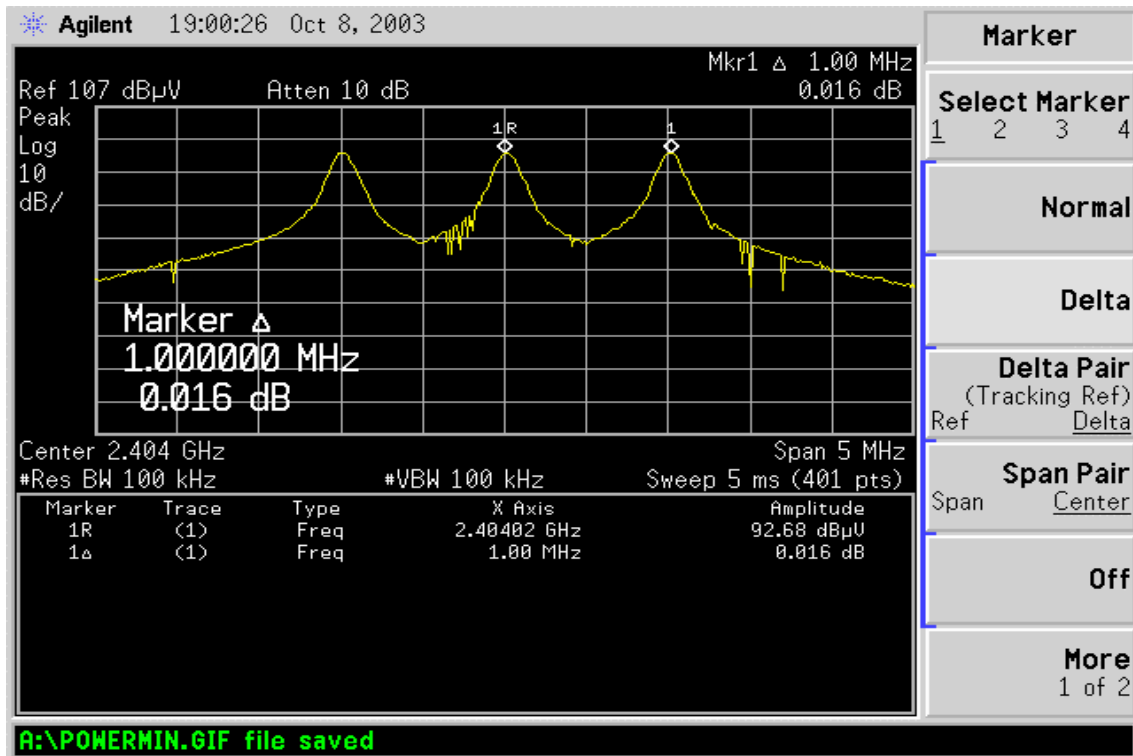 Agilent 19:00:26 Oct 8, 2003
Mkr1 Δ 1.00 MHz
Ref 107 dBµV Atten 10 dB 0.016 dB
Peak
Log
10
dB/
1R 1
Marker Δ
1.000000 MHz
0.016 dB
Center 2.404 GHz Span 5 MHz
#Res BW 100 kHz #VBW 100 kHz Sweep 5 ms (401 pts)
Marker Trace Type X Axis Amplitude
1R (1) Freq 2.40402 GHz 92.68 dBµV
1Δ (1) Freq 1.00 MHz 0.016 dB
A:\POWERMIN.GIF file saved
Marker
Select Marker
1 2 3 4
Normal
Delta
Delta Pair
(Tracking Ref)
Ref Delta
Span Pair
Span Center
Off
More
1 of 2